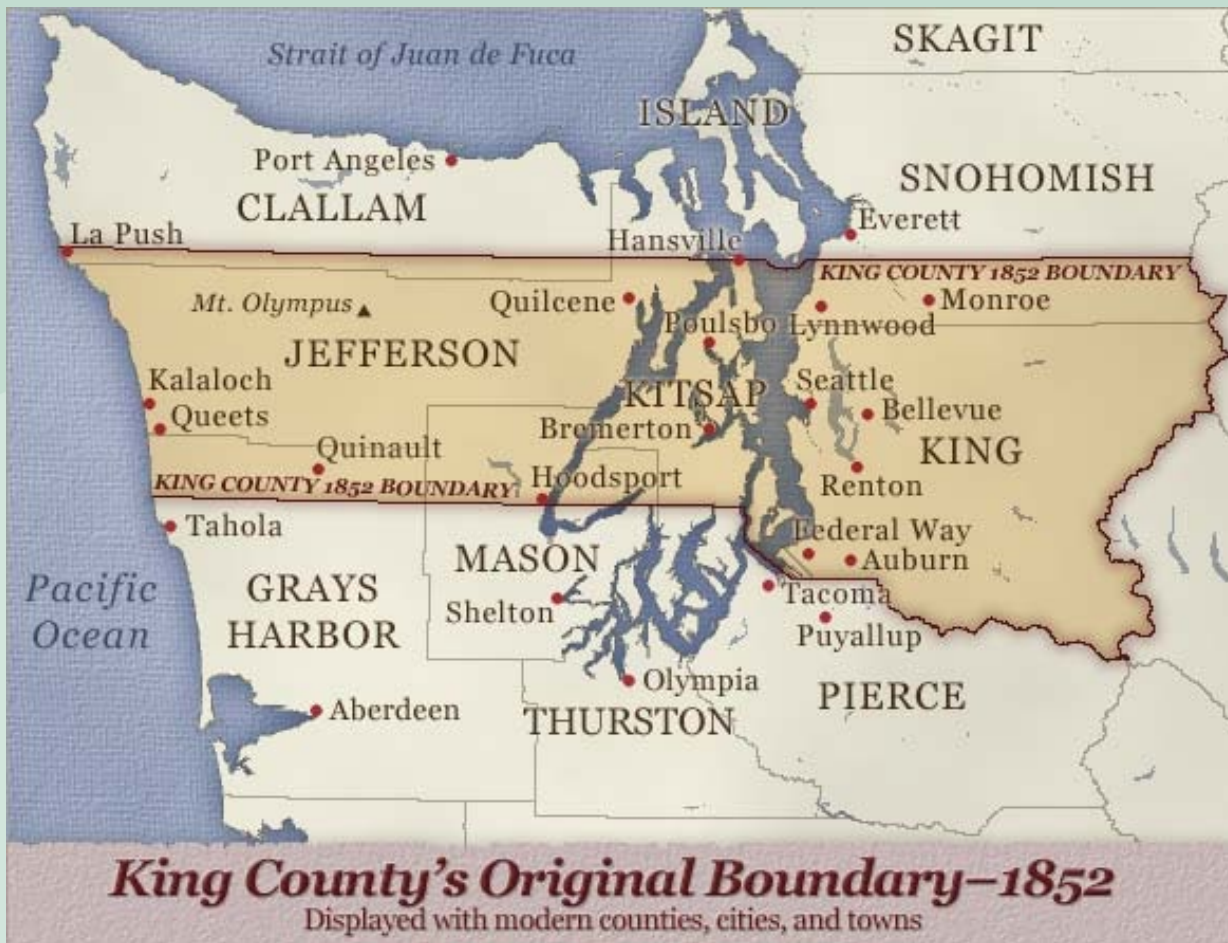 SKAGIT
Strait of Juan de Fuca
ISLAND
Port Angeles
SNOHOMISH
CLALLAM
Everett
La Push
Hansville
KING COUNTY 1852 BOUNDARY
Mt. Olympus
Quilcene
Monroe
Poulsbo
Lynnwood
JEFFERSON
Kalaloch
KITSAP
Seattle
Queets
Bellevue
Bremerton
Quinault
KING
KING COUNTY 1852 BOUNDARY
Hoodsport
Renton
Tahola
Federal Way
MASON
Auburn
Pacific
Ocean
GRAYS
HARBOR
Tacoma
Shelton
Puyallup
Olympia
PIERCE
Aberdeen
THURSTON
King County's Original Boundary–1852
Displayed with modern counties, cities, and towns